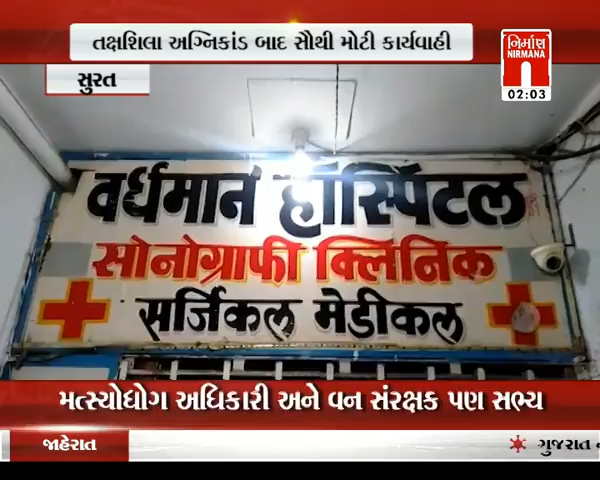 તક્ષશિલા અગ્નિકાંડ બાદ સૌથી મોટી કાર્યવાહી
સુરત
નિર્માણ
NIRMANA
02:03
વર્ધમાન હોસ્પિટલ
સોનોગ્રાફી ક્લિનિક
સર્જિકલ મેડીકલ
મત્સ્યોધોગ અધિકારી અને વન સંરક્ષક પણ સભ્ય
જાહેરાત
ગુજરાત ન